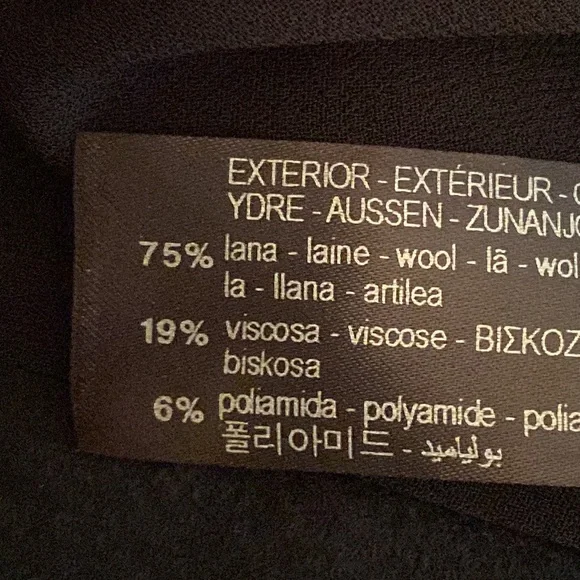 EXTERIOR - EXTÉRIEUR -
YDRE - AUSSEN - ZUNANJ
75% lana - laine - wool - lã - wol
la - llana - artilea
19% viscosa - viscose - ΒΙΣΚΟΖ
biskosa
6% poliamida - polyamide - polia
폴리아미드 - بولياميد